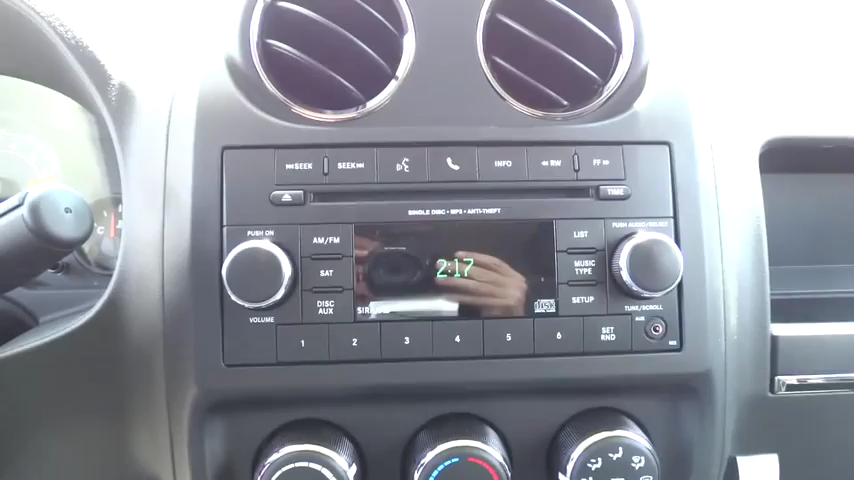 SEEK
SEEK
INFO
RW
FF
TIME
SINGLE DISC • MP3 • ANTI-THEFT
PUSH ON
VOLUME
AM/FM
SAT
DISC
AUX
2:17
LIST
MUSIC
TYPE
SETUP
PUSH AUDIO/SELECT
TUNE/SCROLL
1
2
3
4
5
6
SET
RND
AUX
C